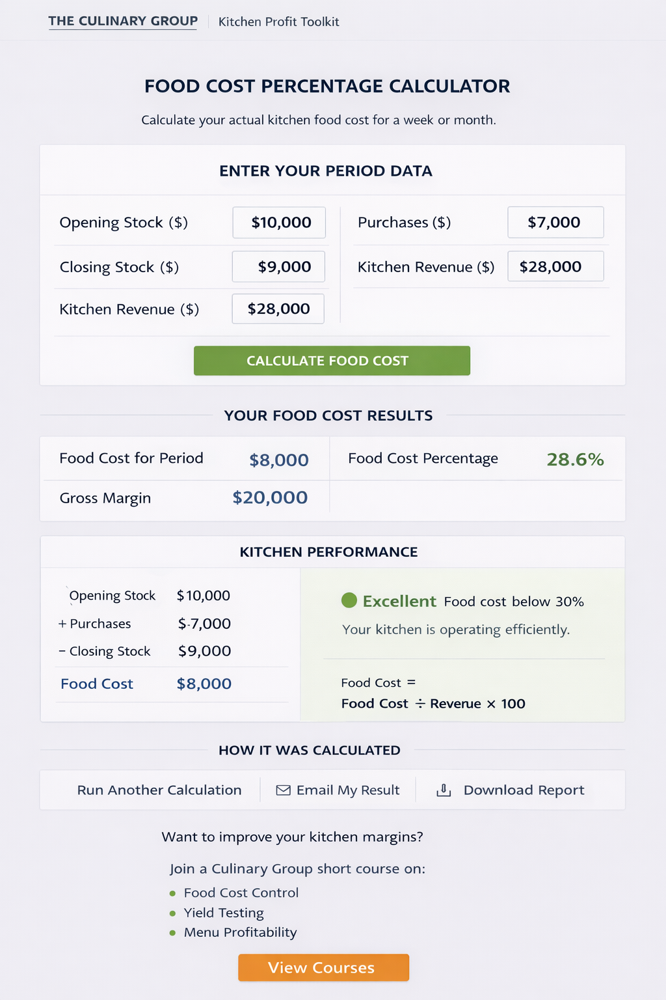 THE CULINARY GROUP | Kitchen Profit Toolkit
FOOD COST PERCENTAGE CALCULATOR
Calculate your actual kitchen food cost for a week or month.
ENTER YOUR PERIOD DATA
Opening Stock ($) $10,000 Purchases ($) $7,000
Closing Stock ($) $9,000 Kitchen Revenue ($) $28,000
Kitchen Revenue ($) $28,000
CALCULATE FOOD COST
YOUR FOOD COST RESULTS
Food Cost for Period $8,000 Food Cost Percentage 28.6%
Gross Margin $20,000
KITCHEN PERFORMANCE
Opening Stock $10,000
+ Purchases $-7,000
− Closing Stock $9,000
Food Cost $8,000
Excellent Food cost below 30%
Your kitchen is operating efficiently.
Food Cost =
Food Cost ÷ Reverue × 100
HOW IT WAS CALCULATED
Run Another Calculation Email My Result Download Report
Want to improve your kitchen margins?
Join a Culinary Group short course on:
• Food Cost Control
• Yield Testing
• Menu Profitability
View Courses